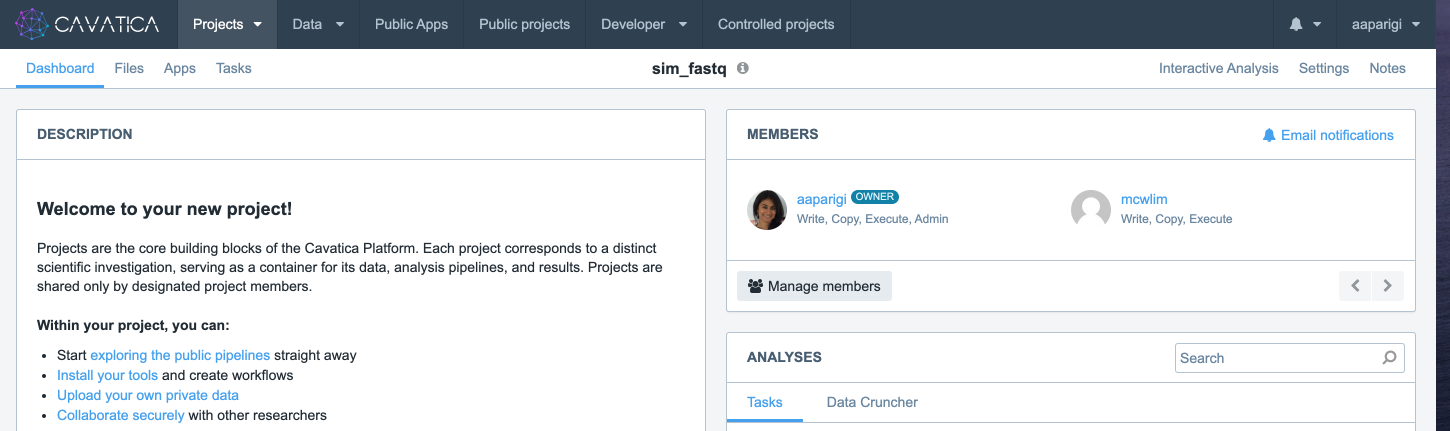 CAVATICA Projects Data Public Apps Public projects Developer Controlled projects aaparigi
Dashboard Files Apps Tasks sim_fastq Interactive Analysis Settings Notes
DESCRIPTION
Welcome to your new project!
Projects are the core building blocks of the Cavatica Platform. Each project corresponds to a distinct
scientific investigation, serving as a container for its data, analysis pipelines, and results. Projects are
shared only by designated project members.
Within your project, you can:
• Start exploring the public pipelines straight away
• Install your tools and create workflows
• Upload your own private data
• Collaborate securely with other researchers
MEMBERS Email notifications
aaparigi OWNER
Write, Copy, Execute, Admin
mcwlim
Write, Copy, Execute
Manage members
ANALYSES Search
Tasks Data Cruncher